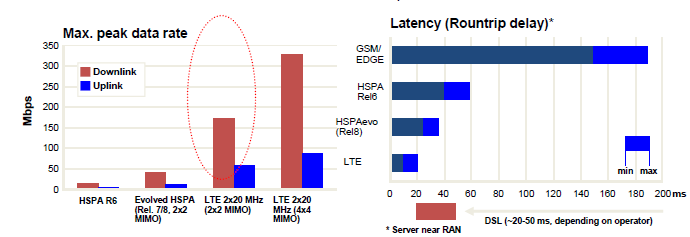 Max. peak data rate
350
300
250
200
150
100
50
0
Mbps
Downlink
Uplink
HSPA R6
Evolved HSPA
(Rel. 7/8, 2x2
MIMO)
LTE 2x20 MHz
(2x2 MIMO)
LTE 2x20
MHz (4x4
MIMO)
Latency (Rountrip delay)*
GSM/
EDGE
HSPA
Rel6
HSPAevo
(Rel8)
LTE
min max
0 20 40 60 80 100 120 140 160 180 200 ms
DSL (~20-50 ms, depending on operator)
* Server near RAN